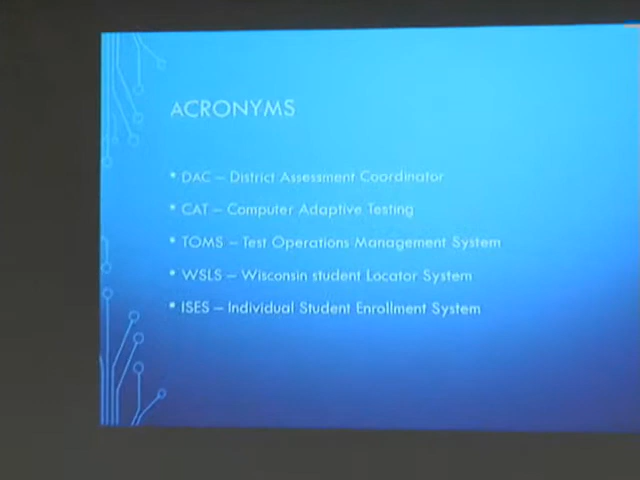 ACRONYMS
• DAC – District Assessment Coordinator
• CAT – Computer Adaptive Testing
• TOMS – Test Operations Management System
• WSLS – Wisconsin student Locator System
• ISES – Individual Student Enrollment System